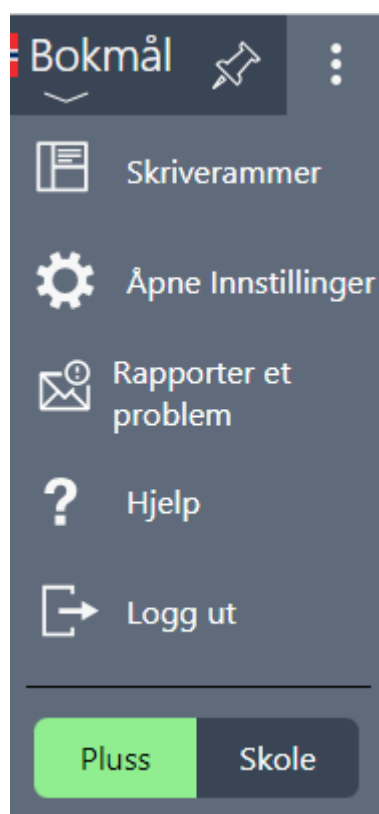 Bokmål
Skriverammer
Åpne Innstillinger
Rapporter et
problem
Hjelp
Logg ut
Pluss Skole